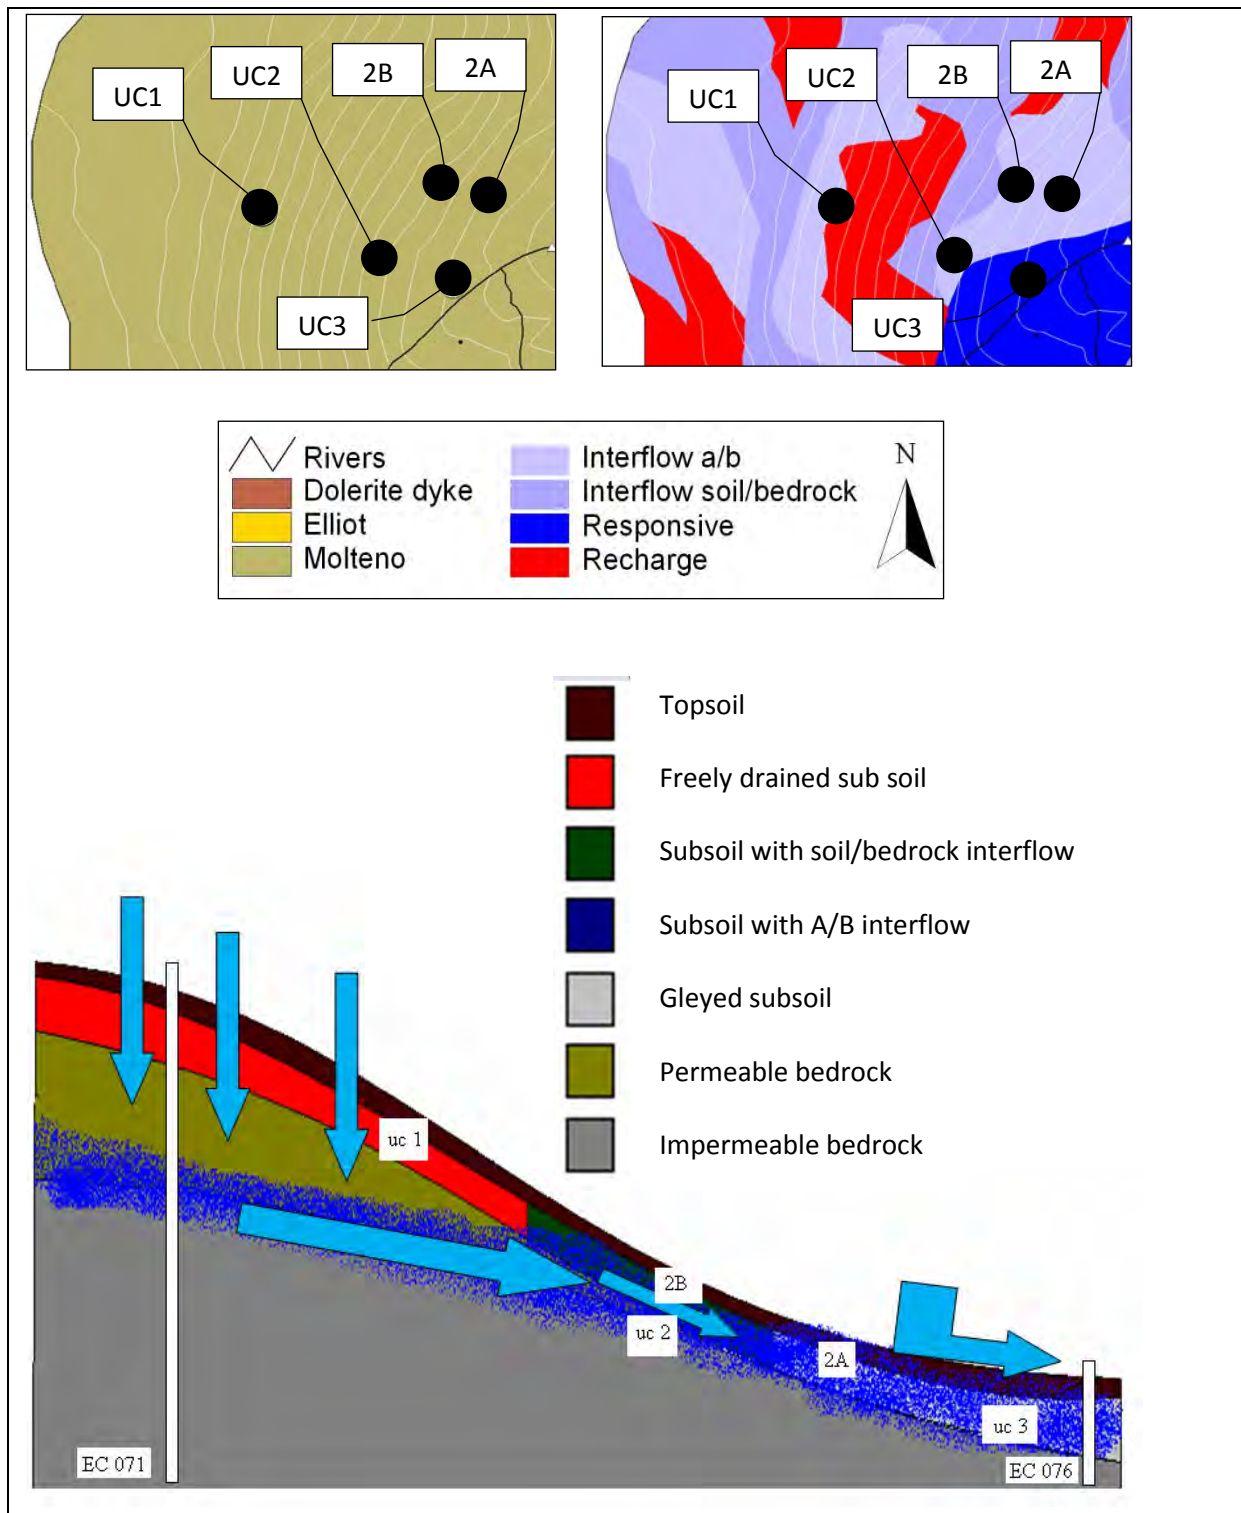 UC1
UC2
2B
2A
UC3
UC1
UC2
2B
2A
UC3
Rivers
Dolerite dyke
Elliot
Molteno
Interflow a/b
Interflow soil/bedrock
Responsive
Recharge
N
Topsoil
Freely drained sub soil
Subsoil with soil/bedrock interflow
Subsoil with A/B interflow
Gleyed subsoil
Permeable bedrock
Impermeable bedrock
uc 1
2B
uc 2
2A
uc 3
EC 071
EC 076